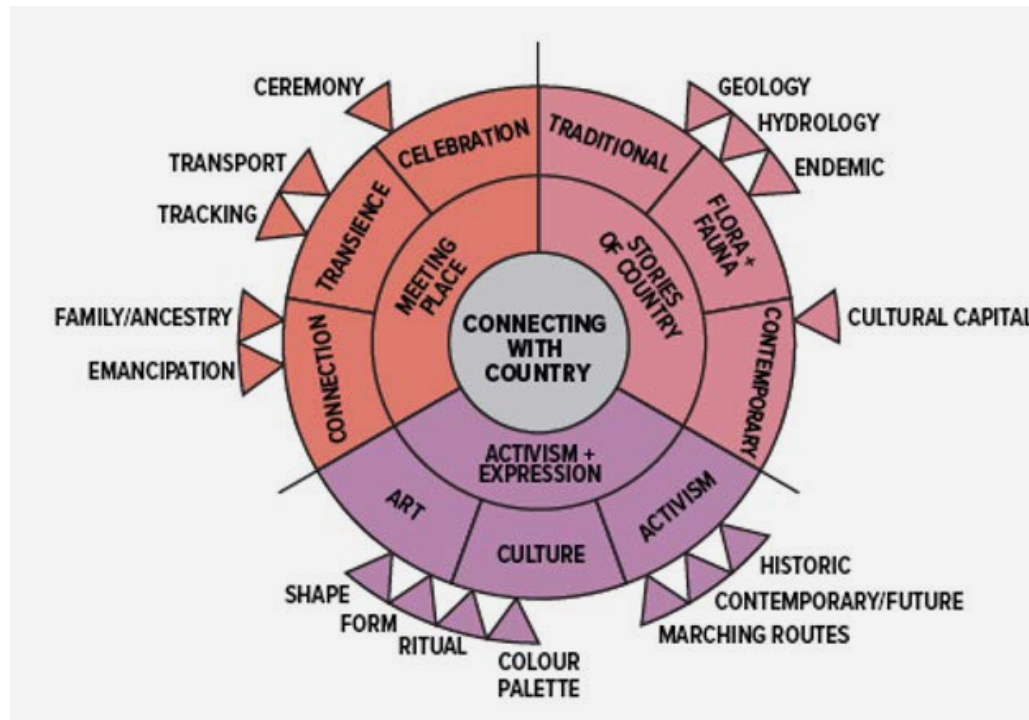 CEREMONY
TRANSPORT
TRACKING
FAMILY/ANCESTRY
EMANCIPATION
CELEBRATION
TRANSIENCE
CONNECTION
MEETING
PLACE
TRADITIONAL
FLORA +
FAUNA
CONTEMPORARY
STORIES
OF COUNTRY
GEOLOGY
HYDROLOGY
ENDEMIC
CULTURAL CAPITAL
CONNECTING
WITH
COUNTRY
ACTIVISM +
EXPRESSION
ART
CULTURE
ACTIVISM
SHAPE
FORM
RITUAL
COLOUR
PALETTE
HISTORIC
CONTEMPORARY/FUTURE
MARCHING ROUTES